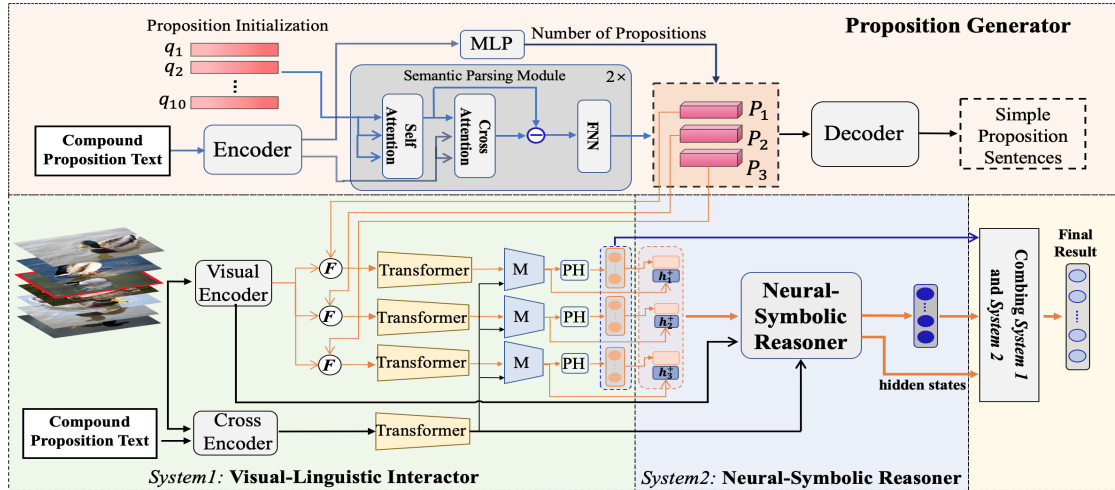 Proposition Initialization
Proposition Generator
q1
q2
q10
MLP
Number of Propositions
Semantic Parsing Module
2×
Self
Attention
Cross
Attention
FNN
P1
P2
P3
Decoder
Simple
Proposition
Sentences
Compound
Proposition Text
Encoder
Visual
Encoder
F
F
F
Transformer
Transformer
Transformer
M
M
M
PH
PH
PH
h1+
h2+
h3+
Neural-
Symbolic
Reasoner
hidden states
Combining System 1
and System 2
Final
Result
Compound
Proposition Text
Cross
Encoder
Transformer
System1: Visual-Linguistic Interactor
System2: Neural-Symbolic Reasoner